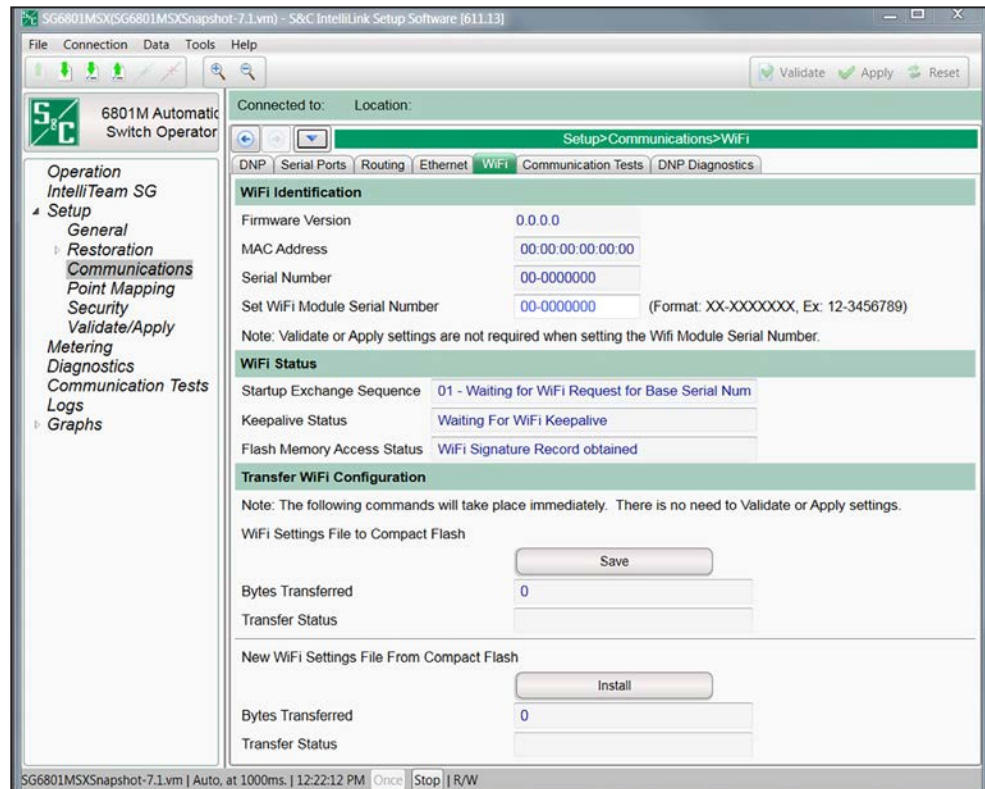 SG6801MSX(SG6801MSXSnapshot-7.1.vm) - S&C IntelliLink Setup Software [611.13]
File Connection Data Tools Help
Validate Apply Reset
S&C
6801M Automatic
Switch Operator
Operation
IntelliTeam SG
Setup
General
Restoration
Communications
Point Mapping
Security
Validate/Apply
Metering
Diagnostics
Communication Tests
Logs
Graphs
Connected to: Location:
Setup>Communications>WiFi
DNP Serial Ports Routing Ethernet WiFi Communication Tests DNP Diagnostics
WiFi Identification
Firmware Version 0.0.0.0
MAC Address 00:00:00:00:00:00
Serial Number 00-0000000
Set WiFi Module Serial Number 00-0000000 (Format: XX-XXXXXXX, Ex: 12-3456789)
Note: Validate or Apply settings are not required when setting the Wifi Module Serial Number.
WiFi Status
Startup Exchange Sequence 01 - Waiting for WiFi Request for Base Serial Num
Keepalive Status Waiting For WiFi Keepalive
Flash Memory Access Status WiFi Signature Record obtained
Transfer WiFi Configuration
Note: The following commands will take place immediately. There is no need to Validate or Apply settings.
WiFi Settings File to Compact Flash
Save
Bytes Transferred 0
Transfer Status
New WiFi Settings File From Compact Flash
Install
Bytes Transferred 0
Transfer Status
SG6801MSXSnapshot-7.1.vm | Auto, at 1000ms. | 12:22:12 PM Once Stop | R/W